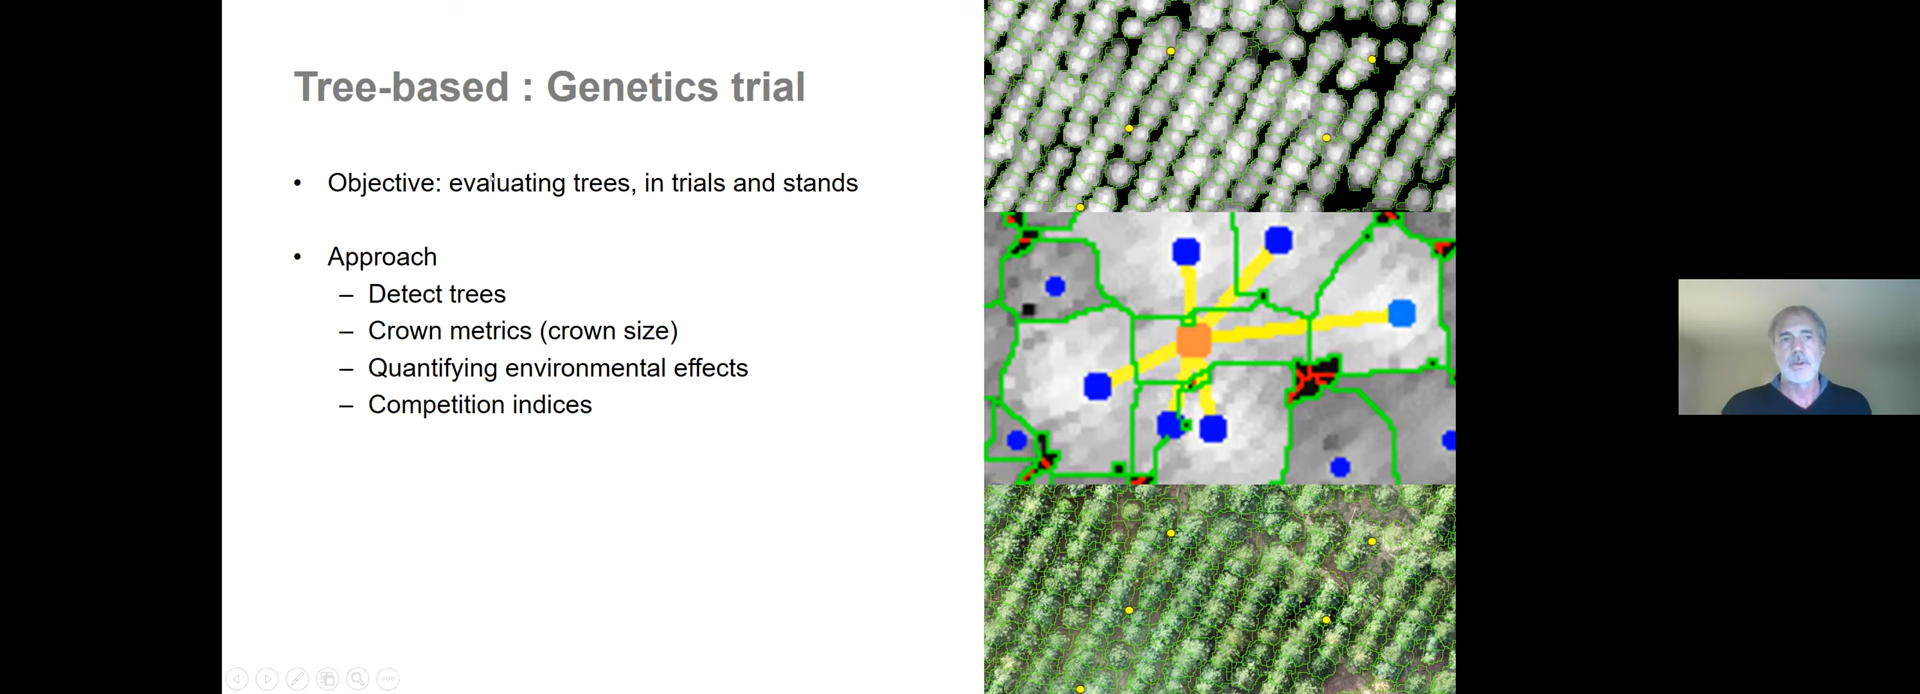 Tree-based : Genetics trial
• Objective: evaluating trees, in trials and stands
• Approach
– Detect trees
– Crown metrics (crown size)
– Quantifying environmental effects
– Competition indices